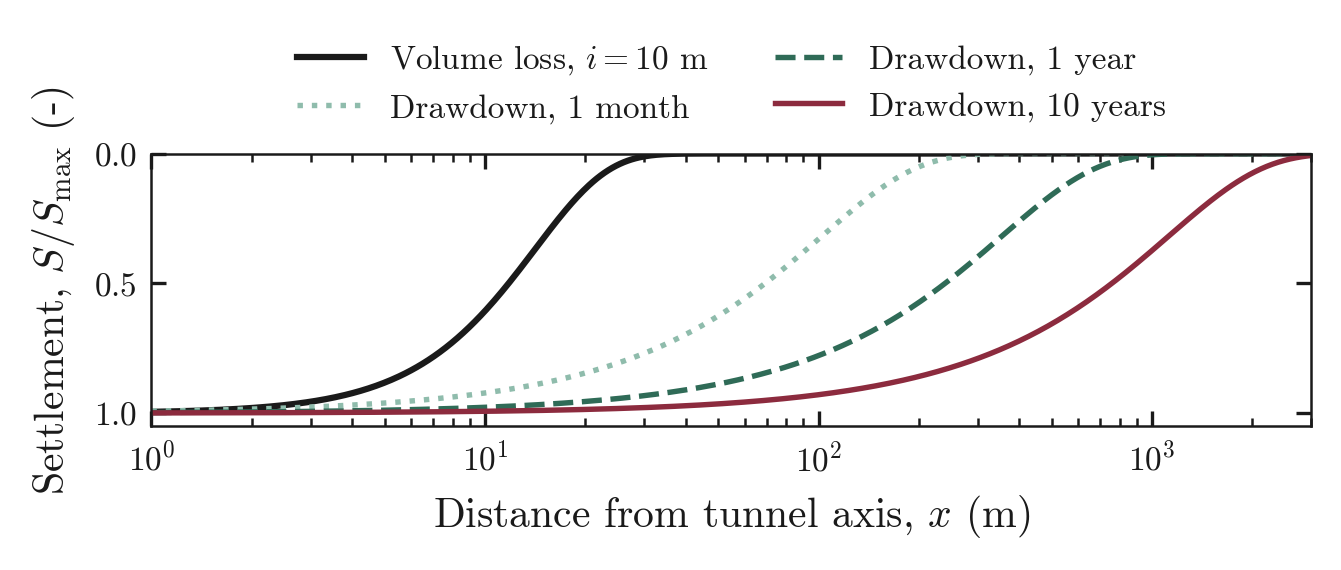 Volume loss, i = 10 m
Drawdown, 1 month
Drawdown, 1 year
Drawdown, 10 years
Settlement, S/S_max (-)
0.0
0.5
1.0
10^0
10^1
10^2
10^3
Distance from tunnel axis, x (m)